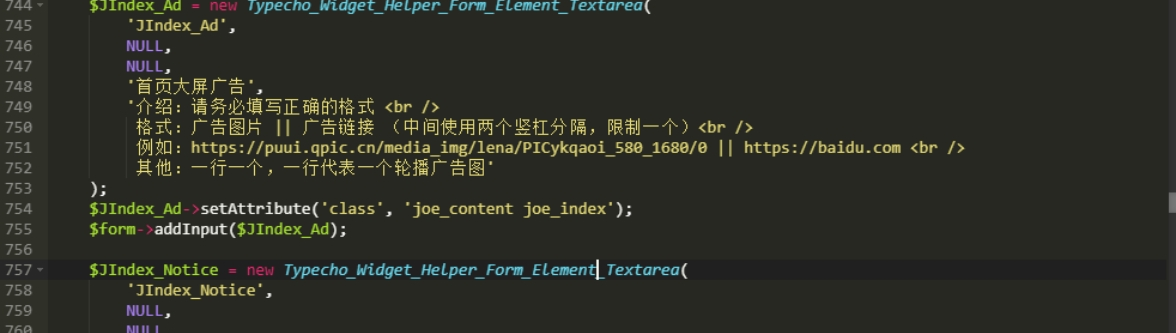 744 $JIndex_Ad = new Typecho_Widget_Helper_Form_Element_Textarea(
745 'JIndex_Ad',
746 NULL,
747 NULL,
748 '首页大屏广告',
749 '介绍：请务必填写正确的格式 <br />
750 格式：广告图片 || 广告链接 （中间使用两个竖杠分隔，限制一个）<br />
751 例如：https://puui.qpic.cn/media_img/lena/PICykqaoi_580_1680/0 || https://baidu.com <br />
752 其他：一行一个，一行代表一个轮播广告图'
753 );
754 $JIndex_Ad->setAttribute('class', 'joe_content joe_index');
755 $form->addInput($JIndex_Ad);
756
757 $JIndex_Notice = new Typecho_Widget_Helper_Form_Element_Textarea(
758 'JIndex_Notice',
759 NULL,
760 NULL